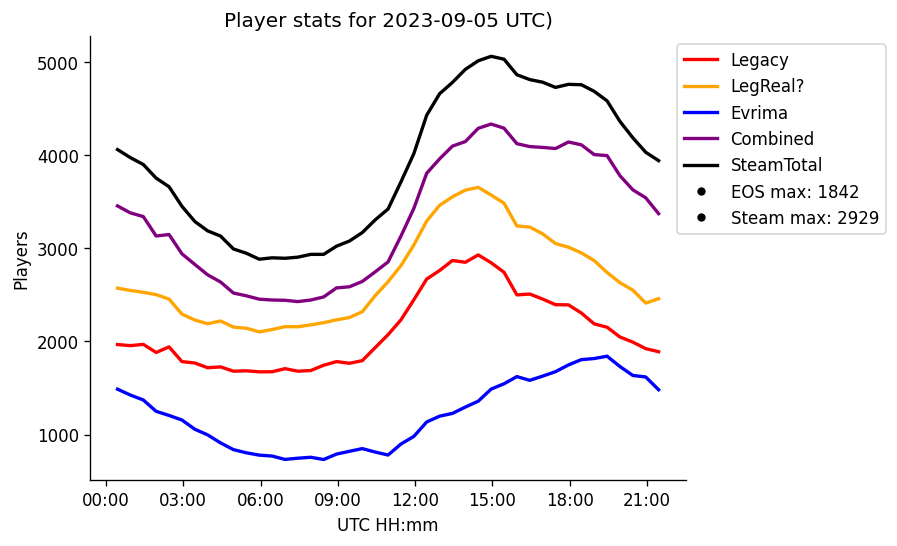 Player stats for 2023-09-05 UTC)
Legacy
LegReal?
Evrima
Combined
SteamTotal
EOS max: 1842
Steam max: 2929
Players
5000
4000
3000
2000
1000
00:00 03:00 06:00 09:00 12:00 15:00 18:00 21:00
UTC HH:mm